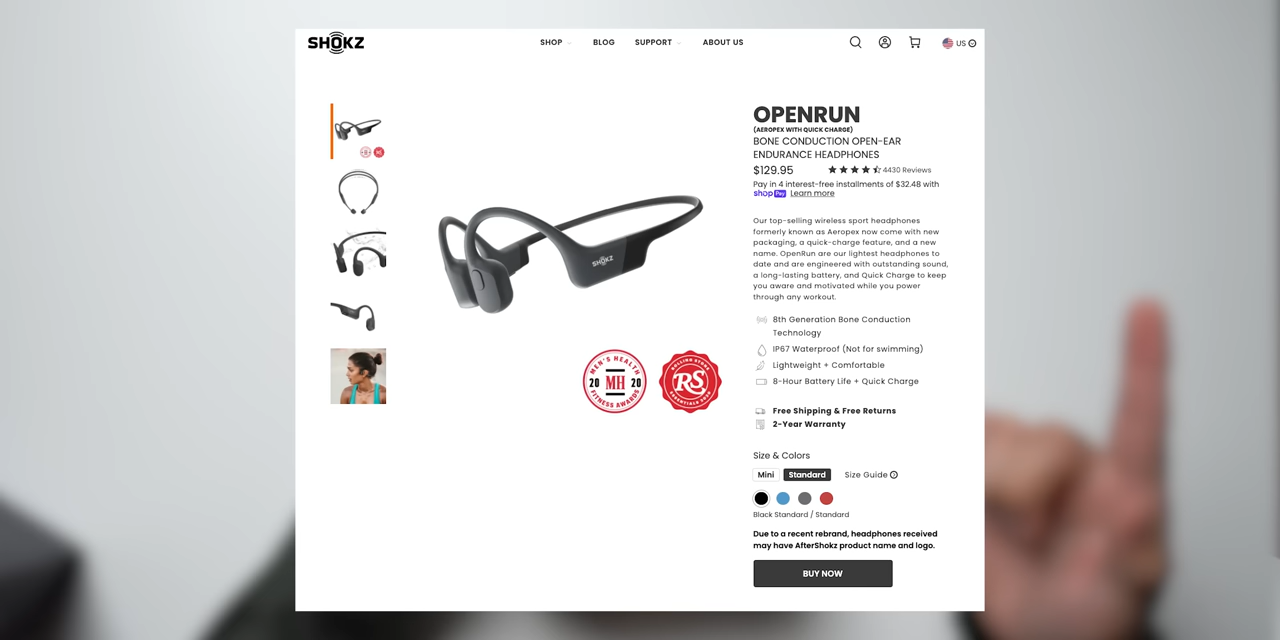 SHOKZ
SHOP
BLOG
SUPPORT
ABOUT US
US
OPENRUN
(AEROPEX WITH QUICK CHARGE)
BONE CONDUCTION OPEN-EAR
ENDURANCE HEADPHONES
$129.95
4430 Reviews
Pay in 4 interest-free installments of $32.48 with
shop Pay Learn more
Our top-selling wireless sport headphones
formerly known as Aeropex now come with new
packaging, a quick-charge feature, and a new
name. OpenRun are our lightest headphones to
date and are engineered with outstanding sound,
a long-lasting battery, and Quick Charge to keep
you aware and motivated while you power
through any workout.
8th Generation Bone Conduction
Technology
IP67 Waterproof (Not for swimming)
Lightweight + Comfortable
8-Hour Battery Life + Quick Charge
Free Shipping & Free Returns
2-Year Warranty
Size & Colors
Mini
Standard
Size Guide
Black Standard / Standard
Due to a recent rebrand, headphones received
may have AfterShokz product name and logo.
BUY NOW
SHOKZ
MEN'S HEALTH
20 MH 20
FITNESS AWARDS
ROLLING STONE
RS
ESSENTIALS 2020